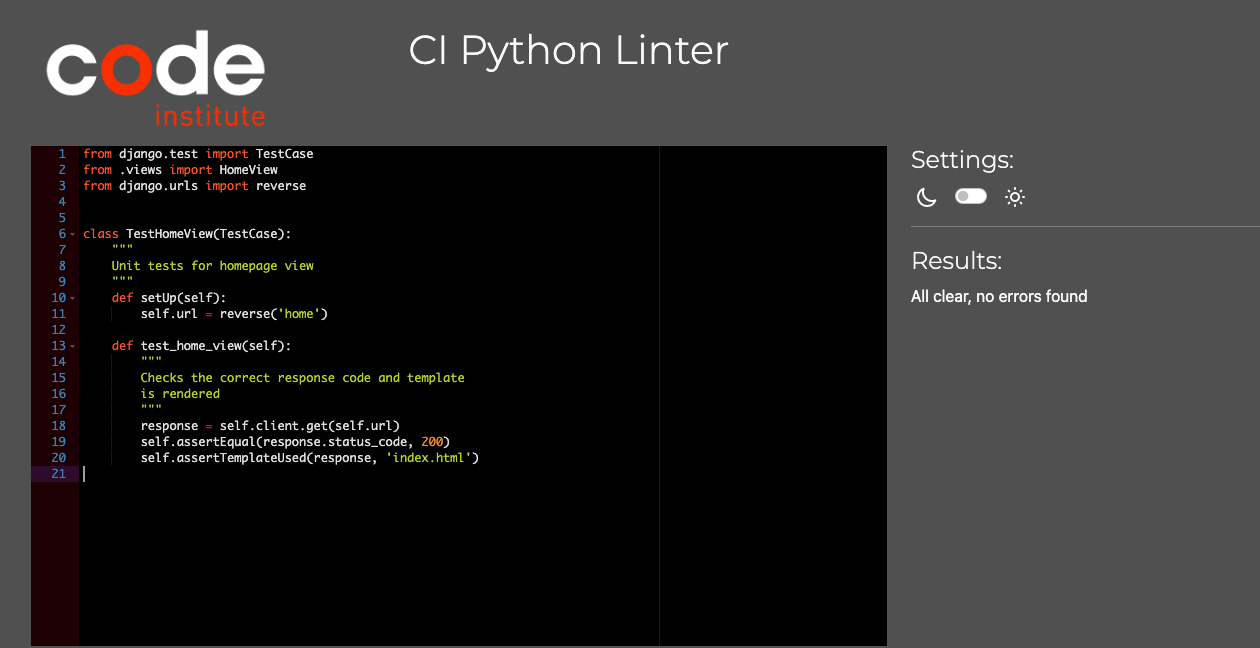 code
institute
CI Python Linter
1 from django.test import TestCase
2 from .views import HomeView
3 from django.urls import reverse
4
5
6 class TestHomeView(TestCase):
7     """
8     Unit tests for homepage view
9     """
10     def setUp(self):
11         self.url = reverse('home')
12
13     def test_home_view(self):
14         """
15         Checks the correct response code and template
16         is rendered
17         """
18         response = self.client.get(self.url)
19         self.assertEqual(response.status_code, 200)
20         self.assertTemplateUsed(response, 'index.html')
21
Settings:
Results:
All clear, no errors found